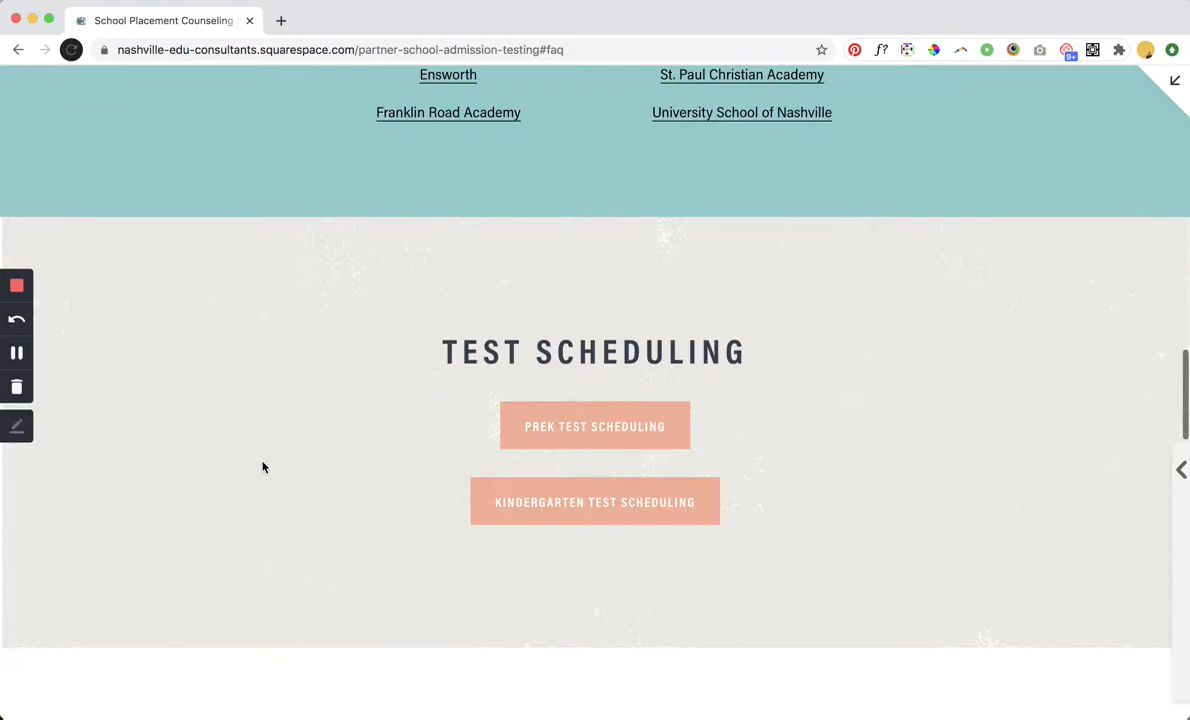 School Placement Counseling
nashville-edu-consultants.squarespace.com/partner-school-admission-testing#faq
f?
9+
Ensworth
St. Paul Christian Academy
Franklin Road Academy
University School of Nashville
TEST SCHEDULING
PREK TEST SCHEDULING
KINDERGARTEN TEST SCHEDULING